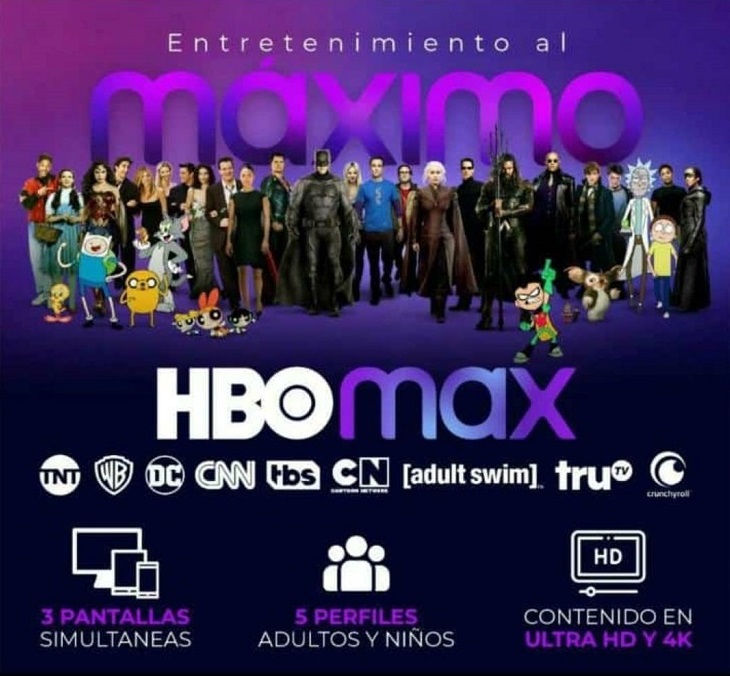 Entretenimiento al
máximo
HBOmax
TNT WB DC CNN tbs CN CARTOON NETWORK [adult swim]. truTV crunchyroll
HD
3 PANTALLAS
SIMULTANEAS
5 PERFILES
ADULTOS Y NIÑOS
CONTENIDO EN
ULTRA HD Y 4K